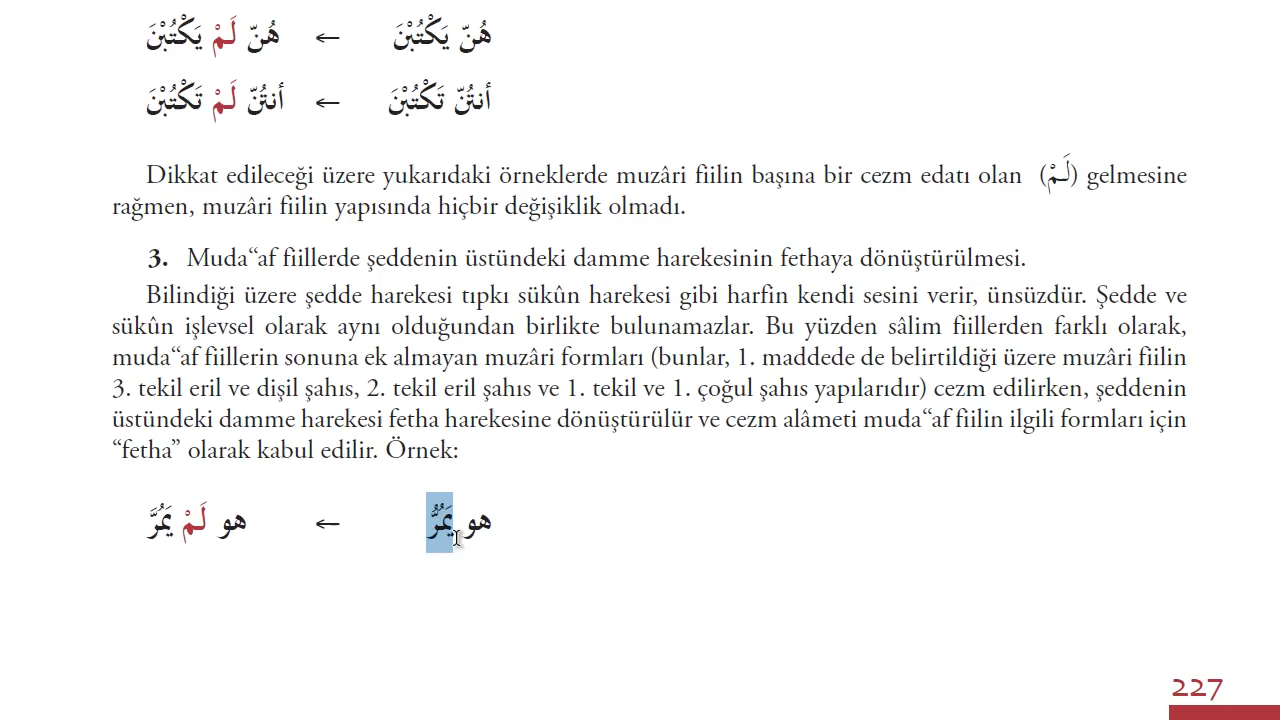 هُنّ يَكْتُبْنَ ← هُنّ لَمْ يَكْتُبْنَ
أنتُنّ تَكْتُبْنَ ← أنتُنّ لَمْ تَكْتُبْنَ
Dikkat edileceği üzere yukarıdaki örneklerde muzâri fiilin başına bir cezm edatı olan (لَمْ) gelmesine
rağmen, muzâri fiilin yapısında hiçbir değişiklik olmadı.
3. Muda“af fiillerde şeddenin üstündeki damme harekesinin fethaya dönüştürülmesi.
Bilindiği üzere şedde harekesi tıpkı sükûn harekesi gibi harfin kendi sesini verir, ünsüzdür. Şedde ve
sükûn işlevsel olarak aynı olduğundan birlikte bulunamazlar. Bu yüzden sâlim fiillerden farklı olarak,
muda“af fiillerin sonuna ek almayan muzâri formları (bunlar, 1. maddede de belirtildiği üzere muzâri fiilin
3. tekil eril ve dişil şahıs, 2. tekil eril şahıs ve 1. tekil ve 1. çoğul şahıs yapılarıdır) cezm edilirken, şeddenin
üstündeki damme harekesi fetha harekesine dönüştürülür ve cezm alâmeti muda“af fiilin ilgili formları için
“fetha” olarak kabul edilir. Örnek:
هو يَمُرُّ ← هو لَمْ يَمُرَّ
227